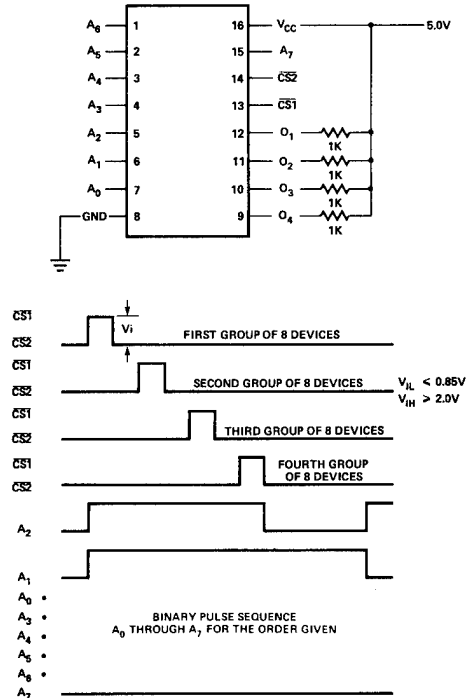 A6 1 16 VCC 5.0V
A5 2 15 A7
A4 3 14 CS2
A3 4 13 CS1
A2 5 12 O1
1K
A1 6 11 O2
1K
A0 7 10 O3
1K
GND 8 9 O4
1K
CS1
Vi
CS2 FIRST GROUP OF 8 DEVICES
CS1
CS2 SECOND GROUP OF 8 DEVICES
VIL < 0.85V
VIH > 2.0V
CS1
CS2 THIRD GROUP OF 8 DEVICES
CS1
CS2 FOURTH GROUP
OF 8 DEVICES
A2
A1
A0 •
A3 •
A4 •
A5 •
A6 •
A7
BINARY PULSE SEQUENCE
A0 THROUGH A7 FOR THE ORDER GIVEN